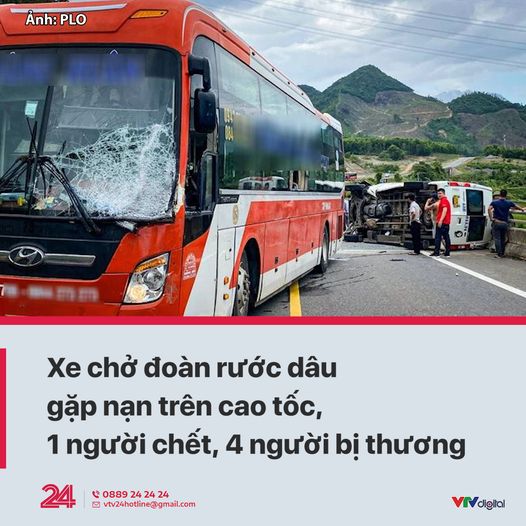 Ảnh: PLO
Xe chở đoàn rước dâu
gặp nạn trên cao tốc,
1 người chết, 4 người bị thương
24
0889 24 24 24
vtv24hotline@gmail.com
VTVdigital